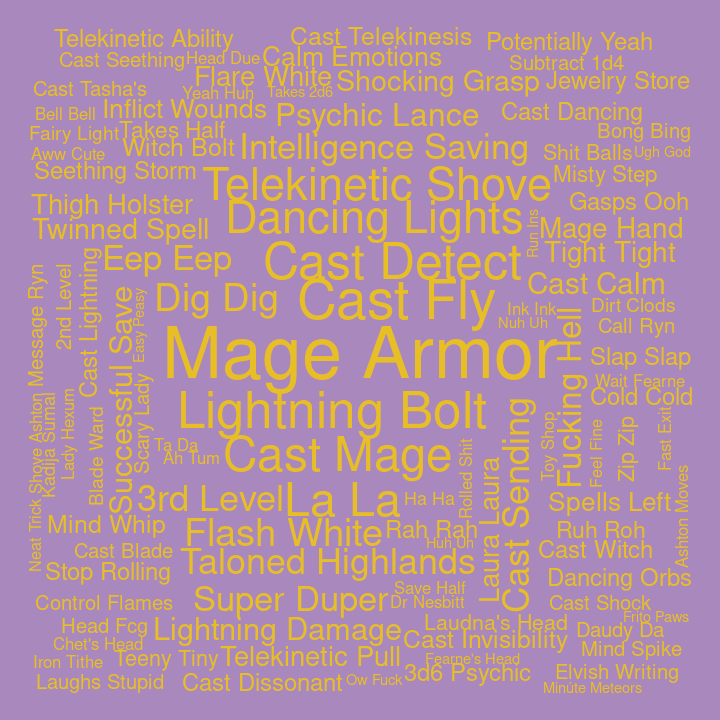 Telekinetic Ability
Cast Telekinesis
Potentially Yeah
Cast Seething
Head Due
Calm Emotions
Subtract 1d4
Flare White
Shocking Grasp
Jewelry Store
Cast Tasha's
Yeah Huh
Takes 2d6
Bell Bell
Inflict Wounds
Psychic Lance
Cast Dancing
Fairy Light
Takes Half
Bong Bing
Aww Cute
Witch Bolt
Intelligence Saving
Shit Balls
Ugh God
Seething Storm
Telekinetic Shove
Misty Step
Thigh Holster
Dancing Lights
Gasps Ooh
Twinned Spell
Run Ins
Mage Hand
Eep Eep
Cast Detect
Tight Tight
Message Ryn
2nd Level
Cast Lightning
Easy Peasy
Dig Dig
Cast Fly
Cast Calm
Ink Ink
Dirt Clods
Nuh Uh
Call Ryn
Successful Save
Mage Armor
Fucking Hell
Slap Slap
Wait Fearne
Cold Cold
Shove Ashton
Kadija Sumal
Lady Hexum
Blade Ward
Scary Lady
Lightning Bolt
Cast Sending
Toy Shop
Feel Fine
Zip Zip
Fast Exit
Ta Da
Ah Tum
Cast Mage
Rolled Shit
Laura Laura
Neat Trick
3rd Level
La La
Ha Ha
Spells Left
Ashton Moves
Mind Whip
Flash White
Rah Rah
Ruh Roh
Huh Uh
Cast Blade
Taloned Highlands
Cast Witch
Stop Rolling
Dancing Orbs
Control Flames
Super Duper
Save Half
Dr Nesbitt
Cast Shock
Head Fcg
Lightning Damage
Laudna's Head
Frito Paws
Daudy Da
Chet's Head
Cast Invisibility
Mind Spike
Iron Tithe
Teeny Tiny
Telekinetic Pull
Fearne's Head
3d6 Psychic
Elvish Writing
Laughs Stupid
Cast Dissonant
Ow Fuck
Minute Meteors